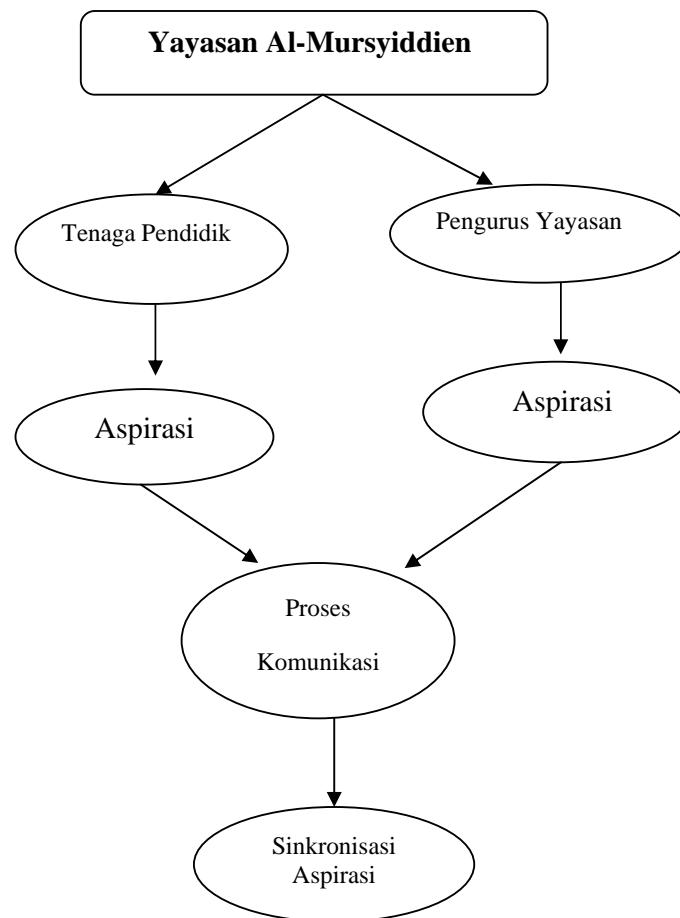 Yayasan Al-Mursyiddien
Tenaga Pendidik
Pengurus Yayasan
Aspirasi
Aspirasi
Proses
Komunikasi
Sinkronisasi
Aspirasi